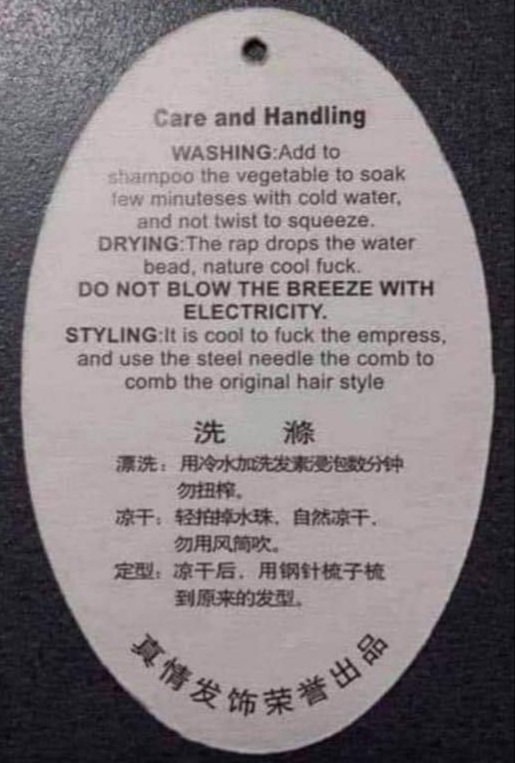 Care and Handling
WASHING:Add to
shampoo the vegetable to soak
few minuteses with cold water,
and not twist to squeeze.
DRYING:The rap drops the water
bead, nature cool fuck.
DO NOT BLOW THE BREEZE WITH
ELECTRICITY.
STYLING:It is cool to fuck the empress,
and use the steel needle the comb to
comb the original hair style
洗 滌
漂洗：用冷水加洗发素浸泡数分钟
勿扭榨。
凉干：轻拍掉水珠．自然凉干．
勿用风筒吹。
定型：凉干后．用钢针梳子梳
到原来的发型。
真情发饰荣誉出品